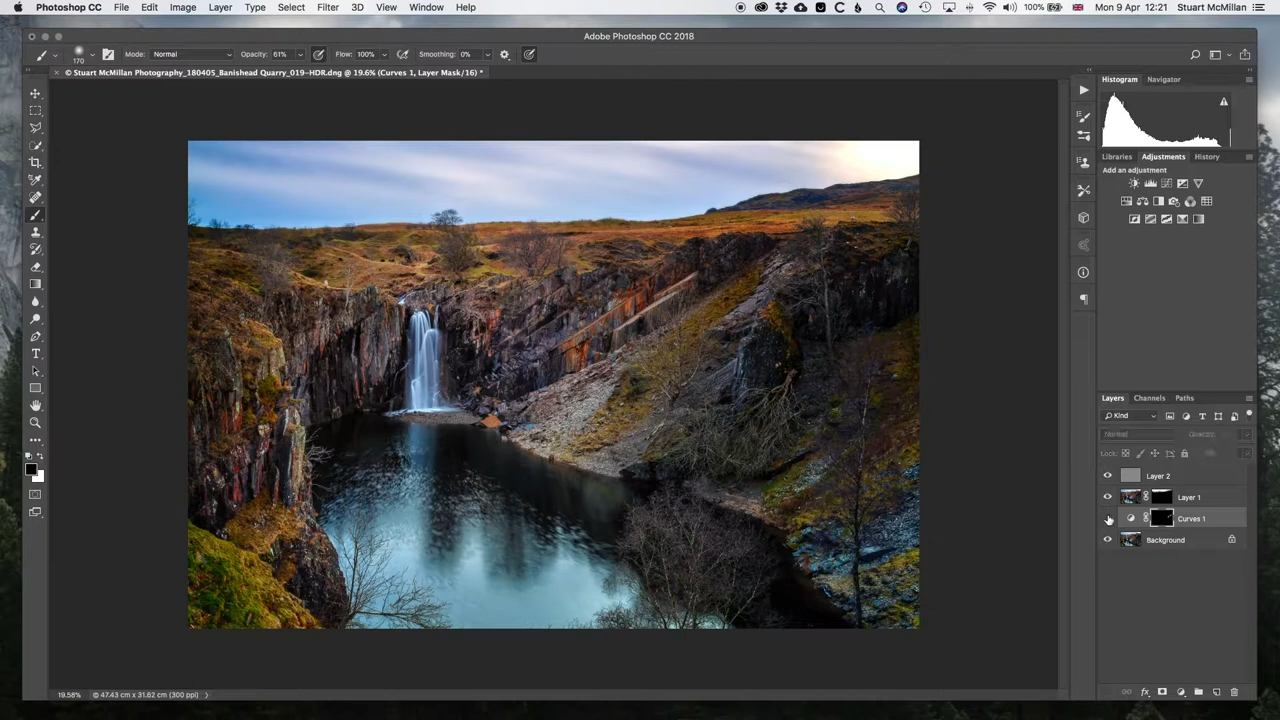 Photoshop CC File Edit Image Layer Type Select Filter 3D View Window Help 100% Mon 9 Apr 12:21 Stuart McMillan
Adobe Photoshop CC 2018
170 Mode: Normal Opacity: 61% Flow: 100% Smoothing: 0%
× © Stuart McMillan Photography_180405_Banishead Quarry_019-HDR.dng @ 19.6% (Curves 1, Layer Mask/16) *
Histogram Navigator
Libraries Adjustments History
Add an adjustment
Layers Channels Paths
Kind
Normal Opacity:
Lock:
Layer 2
Layer 1
Curves 1
Background
19.58% © 47.43 cm x 31.62 cm (300 ppi)